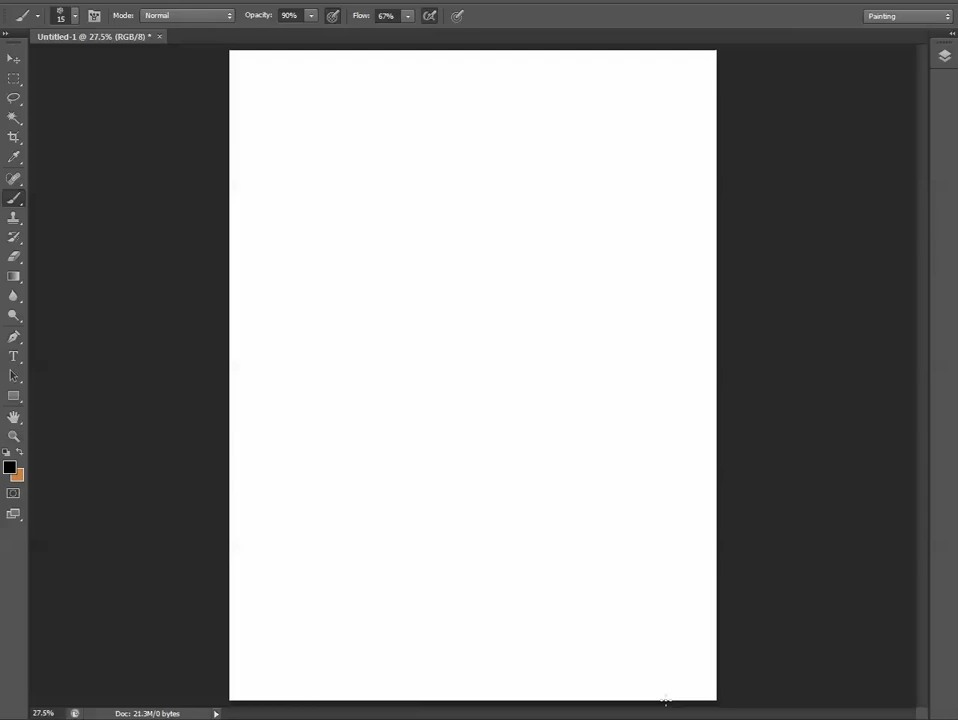 15 Mode: Normal Opacity: 90% Flow: 67% Painting
Untitled-1 @ 27.5% (RGB/8) * ×
T
27.5% Doc: 21.3M/0 bytes